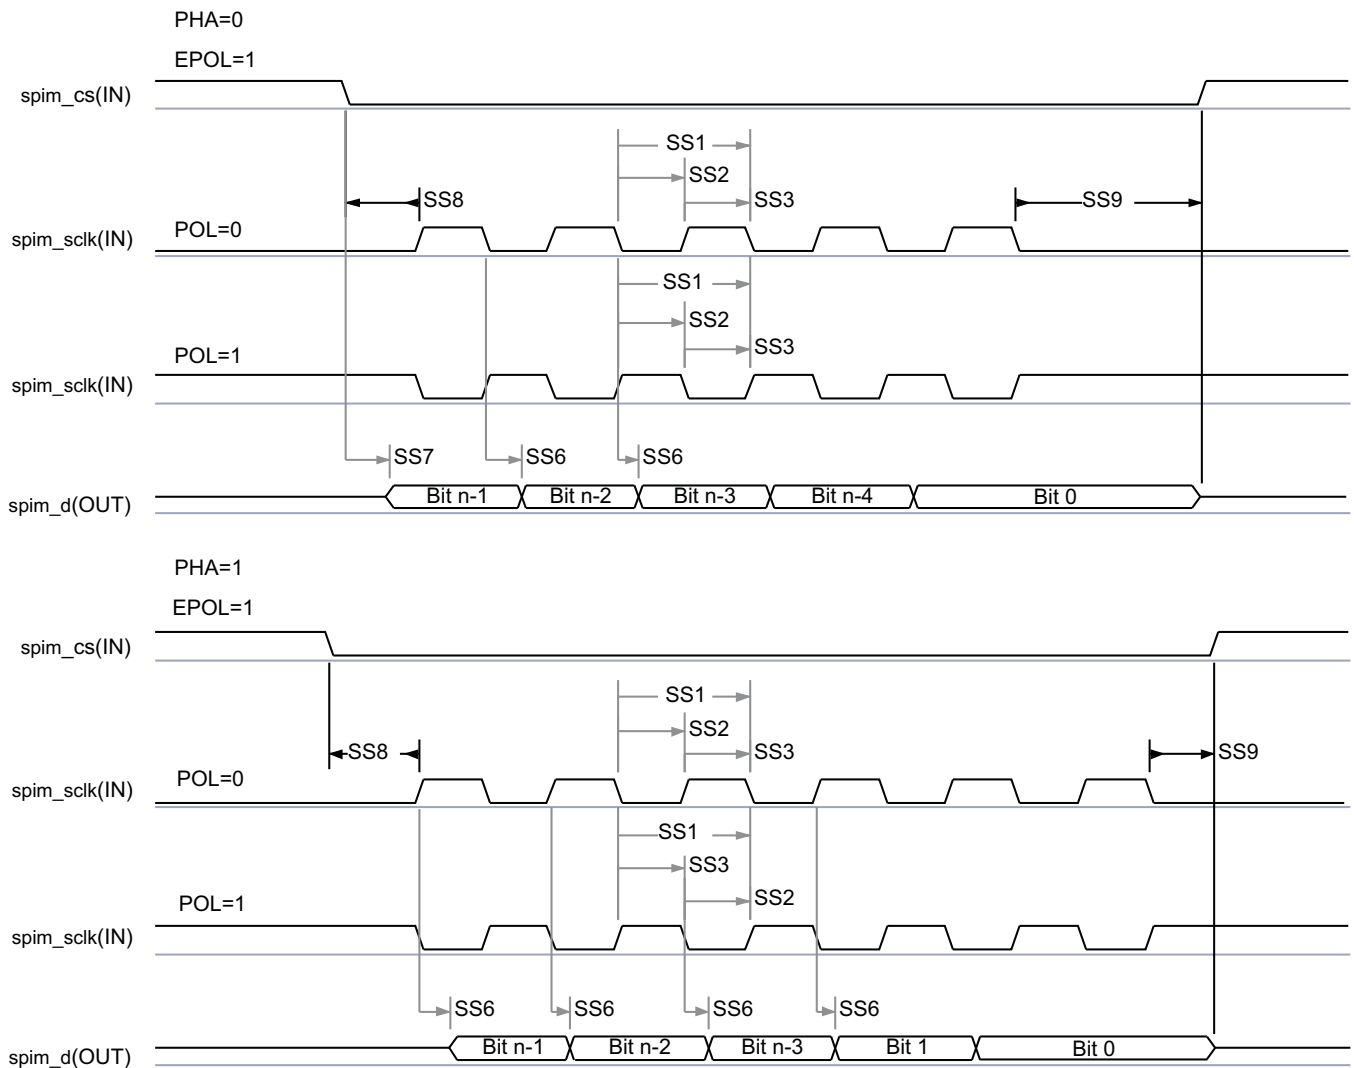 PHA=0
EPOL=1
spim_cs(IN)
SS1
SS2
SS8
SS3
SS9
POL=0
spim_sclk(IN)
SS1
SS2
SS3
POL=1
spim_sclk(IN)
SS7
SS6
SS6
spim_d(OUT)
Bit n-1
Bit n-2
Bit n-3
Bit n-4
Bit 0
PHA=1
EPOL=1
spim_cs(IN)
SS1
SS2
SS8
SS3
SS9
POL=0
spim_sclk(IN)
SS1
SS3
SS2
POL=1
spim_sclk(IN)
SS6
SS6
SS6
SS6
spim_d(OUT)
Bit n-1
Bit n-2
Bit n-3
Bit 1
Bit 0